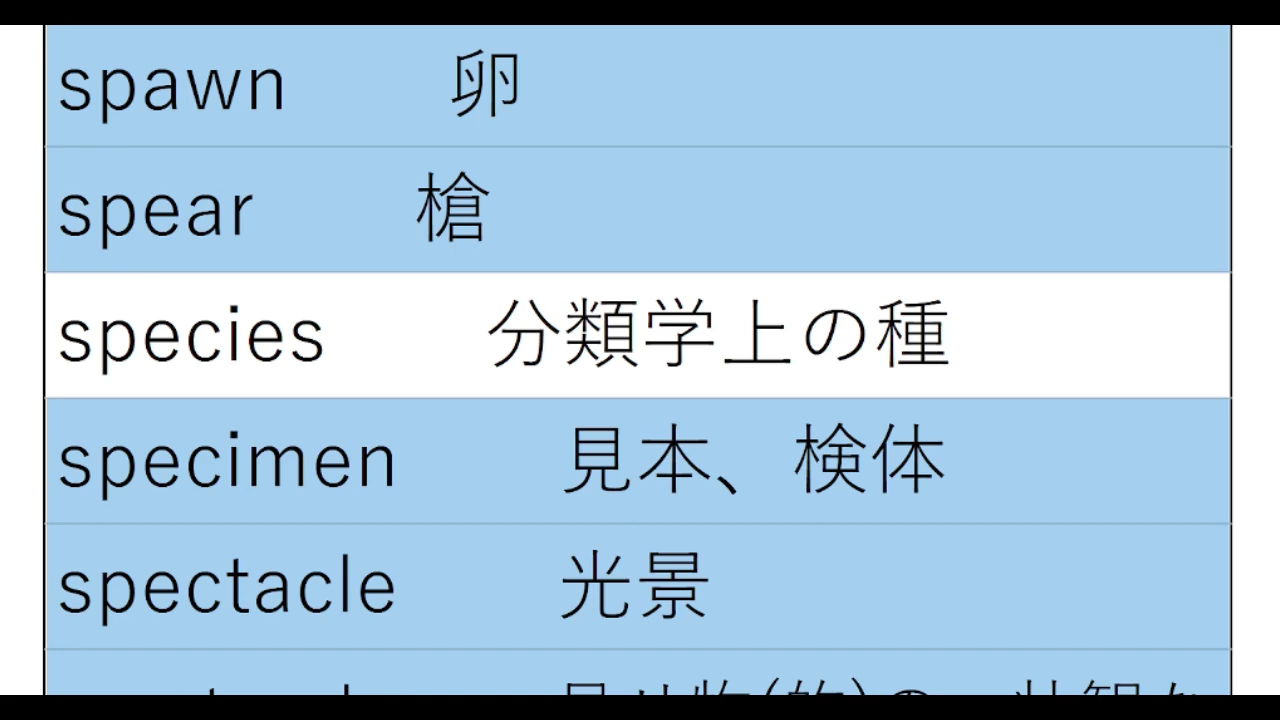 spawn 卵
spear 槍
species 分類学上の種
specimen 見本、検体
spectacle 光景